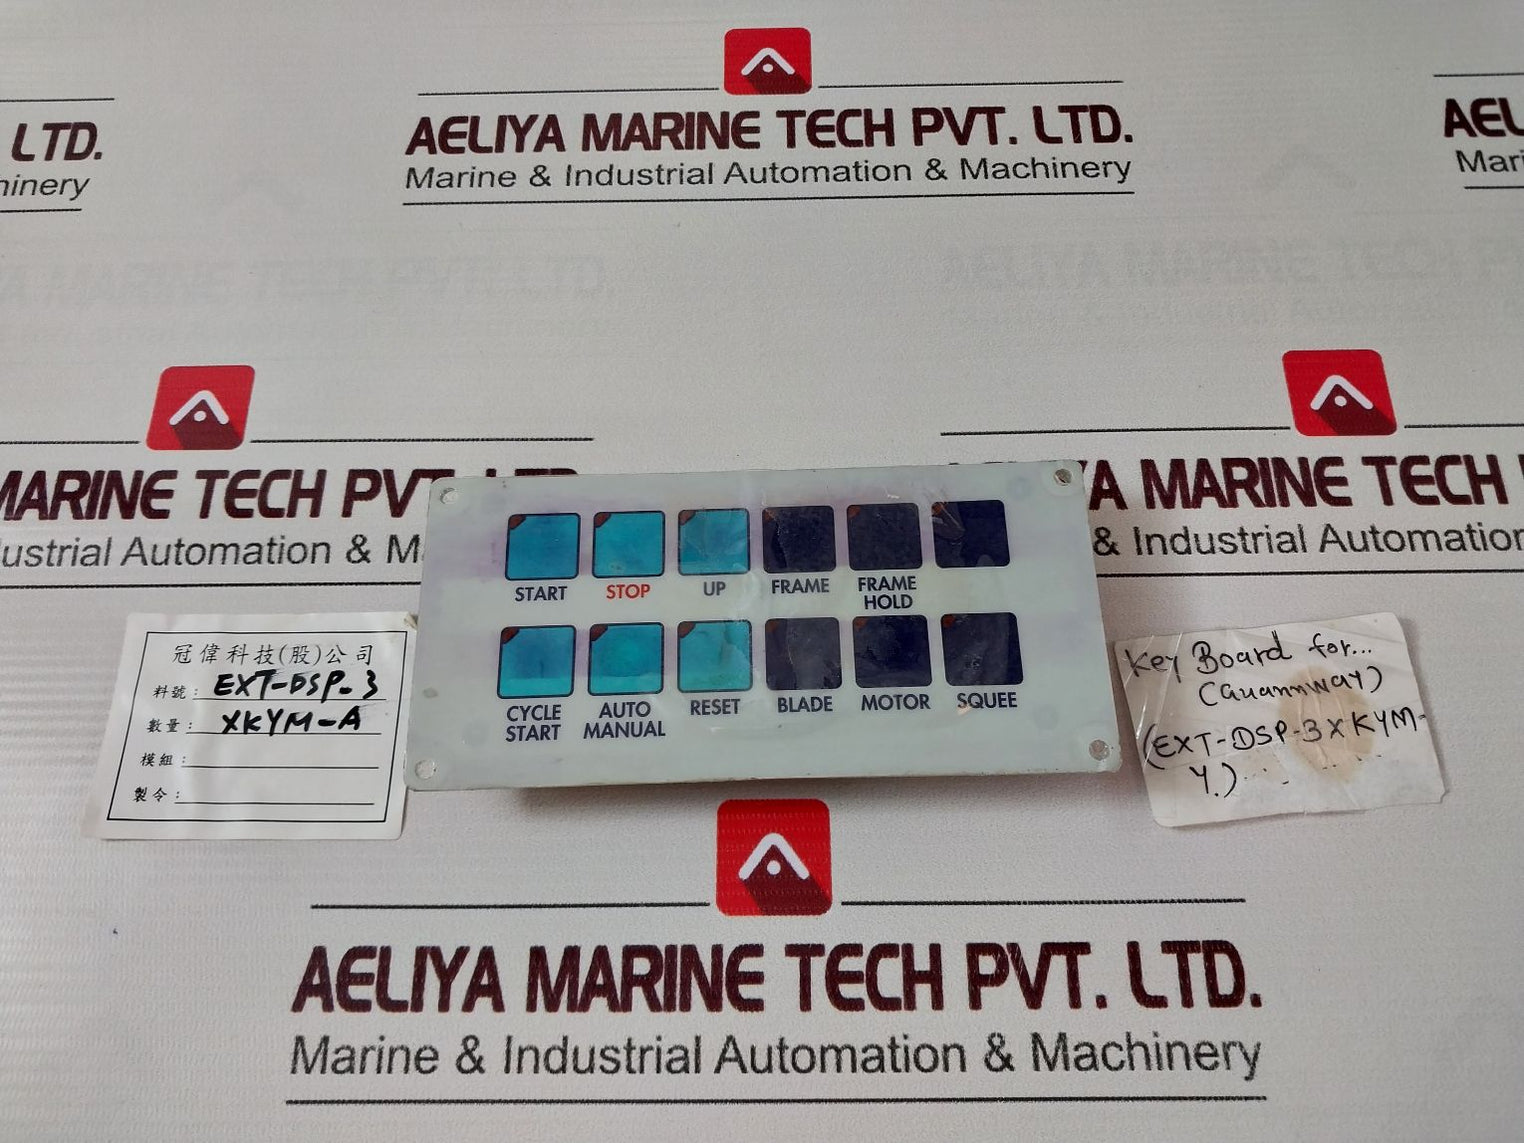 AELIYA MARINE TECH PVT. LTD.
Marine & Industrial Automation & Machinery
LTD.
hinery
AEL
Mari
MARINE TECH PVT. LTD.
dustrial Automation & M
A MARINE TECH
& Industrial Automation
START
STOP
UP
FRAME
FRAME
HOLD
CYCLE
START
AUTO
MANUAL
RESET
BLADE
MOTOR
SQUEE
冠偉科技(股)公司
料號: EXT-DSP-3
數量: XKYM-A
模組:
製令:
Key Board for...
(Guannway)
(EXT-DSP-3XKYM-
Y.)
AELIYA MARINE TECH PVT. LTD.
Marine & Industrial Automation & Machinery